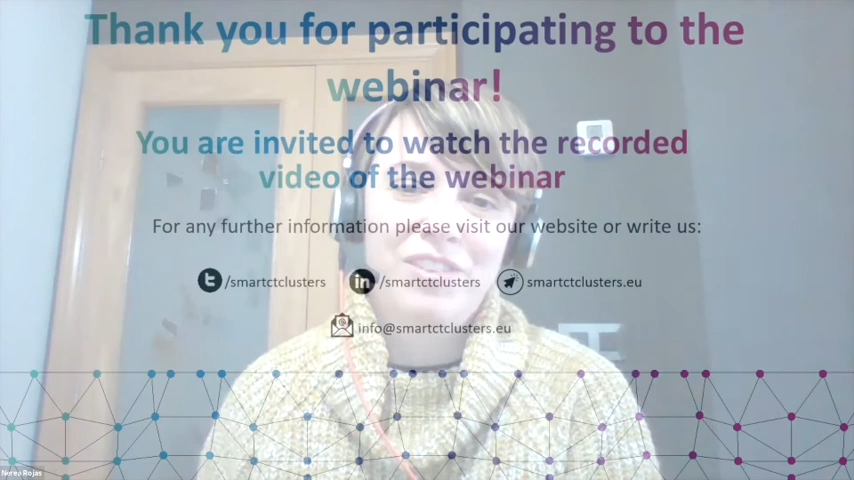 Thank you for participating to the
webinar!
You are invited to watch the recorded
video of the webinar
For any further information please visit our website or write us:
/smartctclusters /smartctclusters smartctclusters.eu
info@smartctclusters.eu
Nerea Rojas